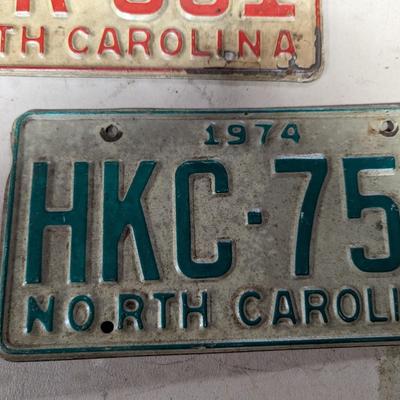 TH CAROLINA
1974
HKC-75
NORTH CAROLI